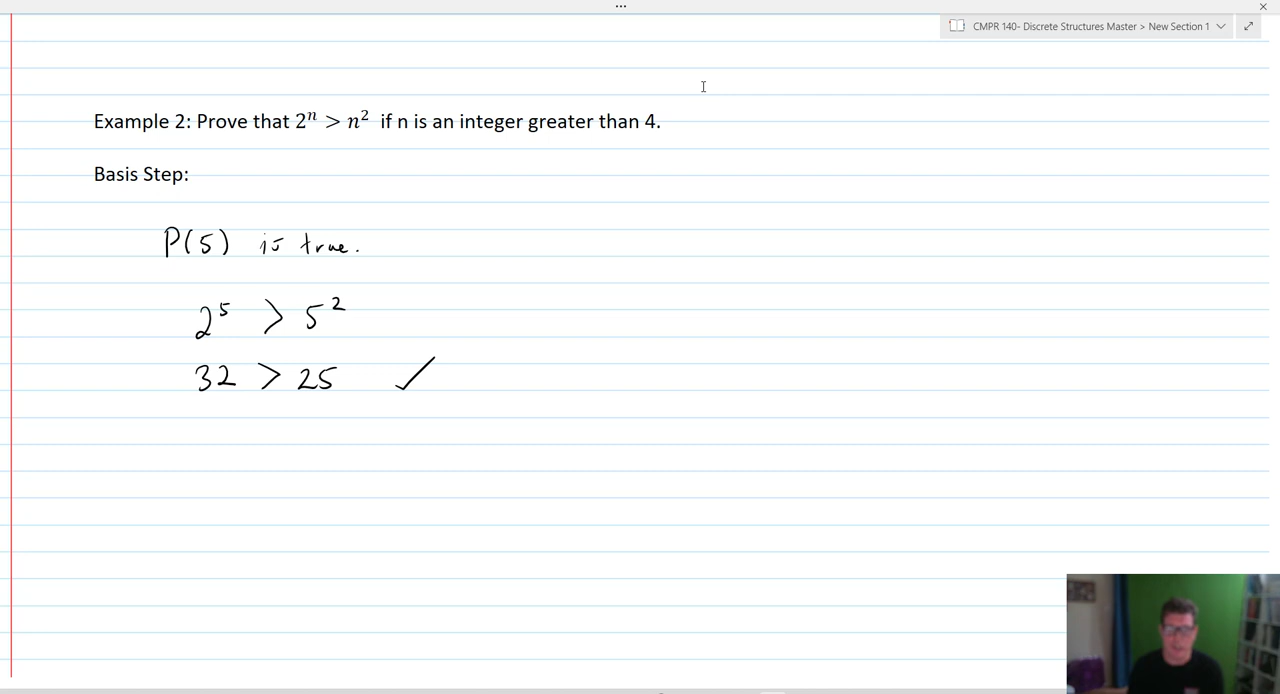 ...
CMPR 140- Discrete Structures Master > New Section 1
Example 2: Prove that 2ⁿ > n² if n is an integer greater than 4.
Basis Step:
P(5) is true.
2⁵ > 5²
32 > 25 ✓